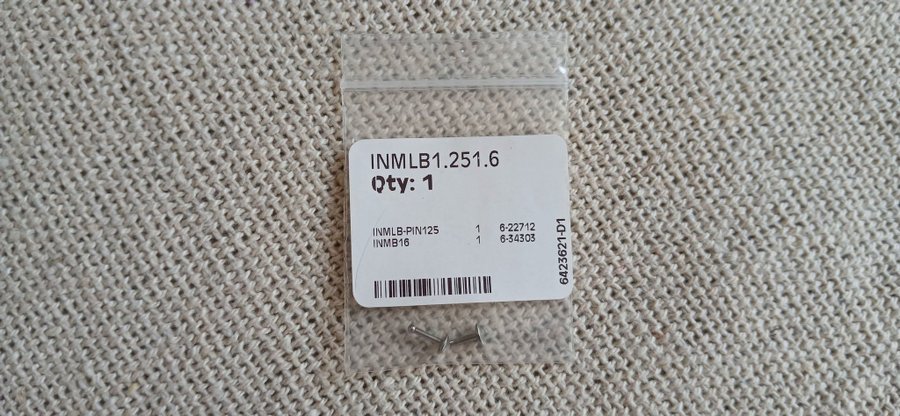 INMLB1.251.6
Qty: 1
INMLB-PIN125 1 6-22712
INMB16 1 6-34303
6423621-D1